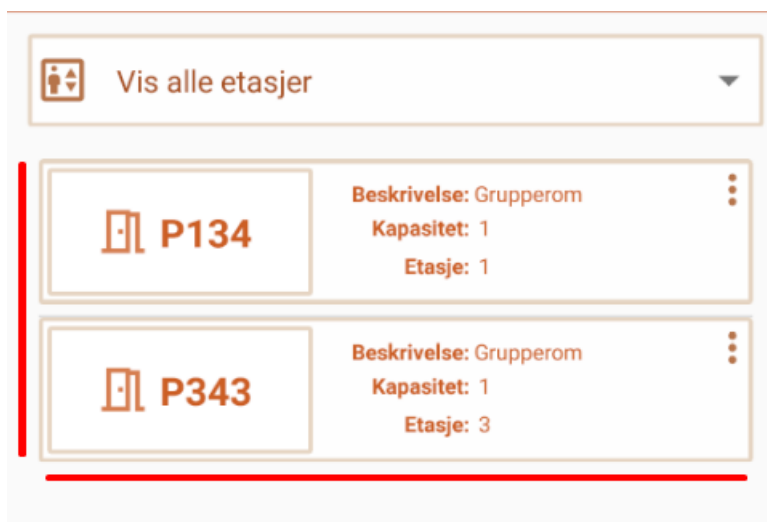 Vis alle etasjer
P134
Beskrivelse: Grupperom
Kapasitet: 1
Etasje: 1
P343
Beskrivelse: Grupperom
Kapasitet: 1
Etasje: 3